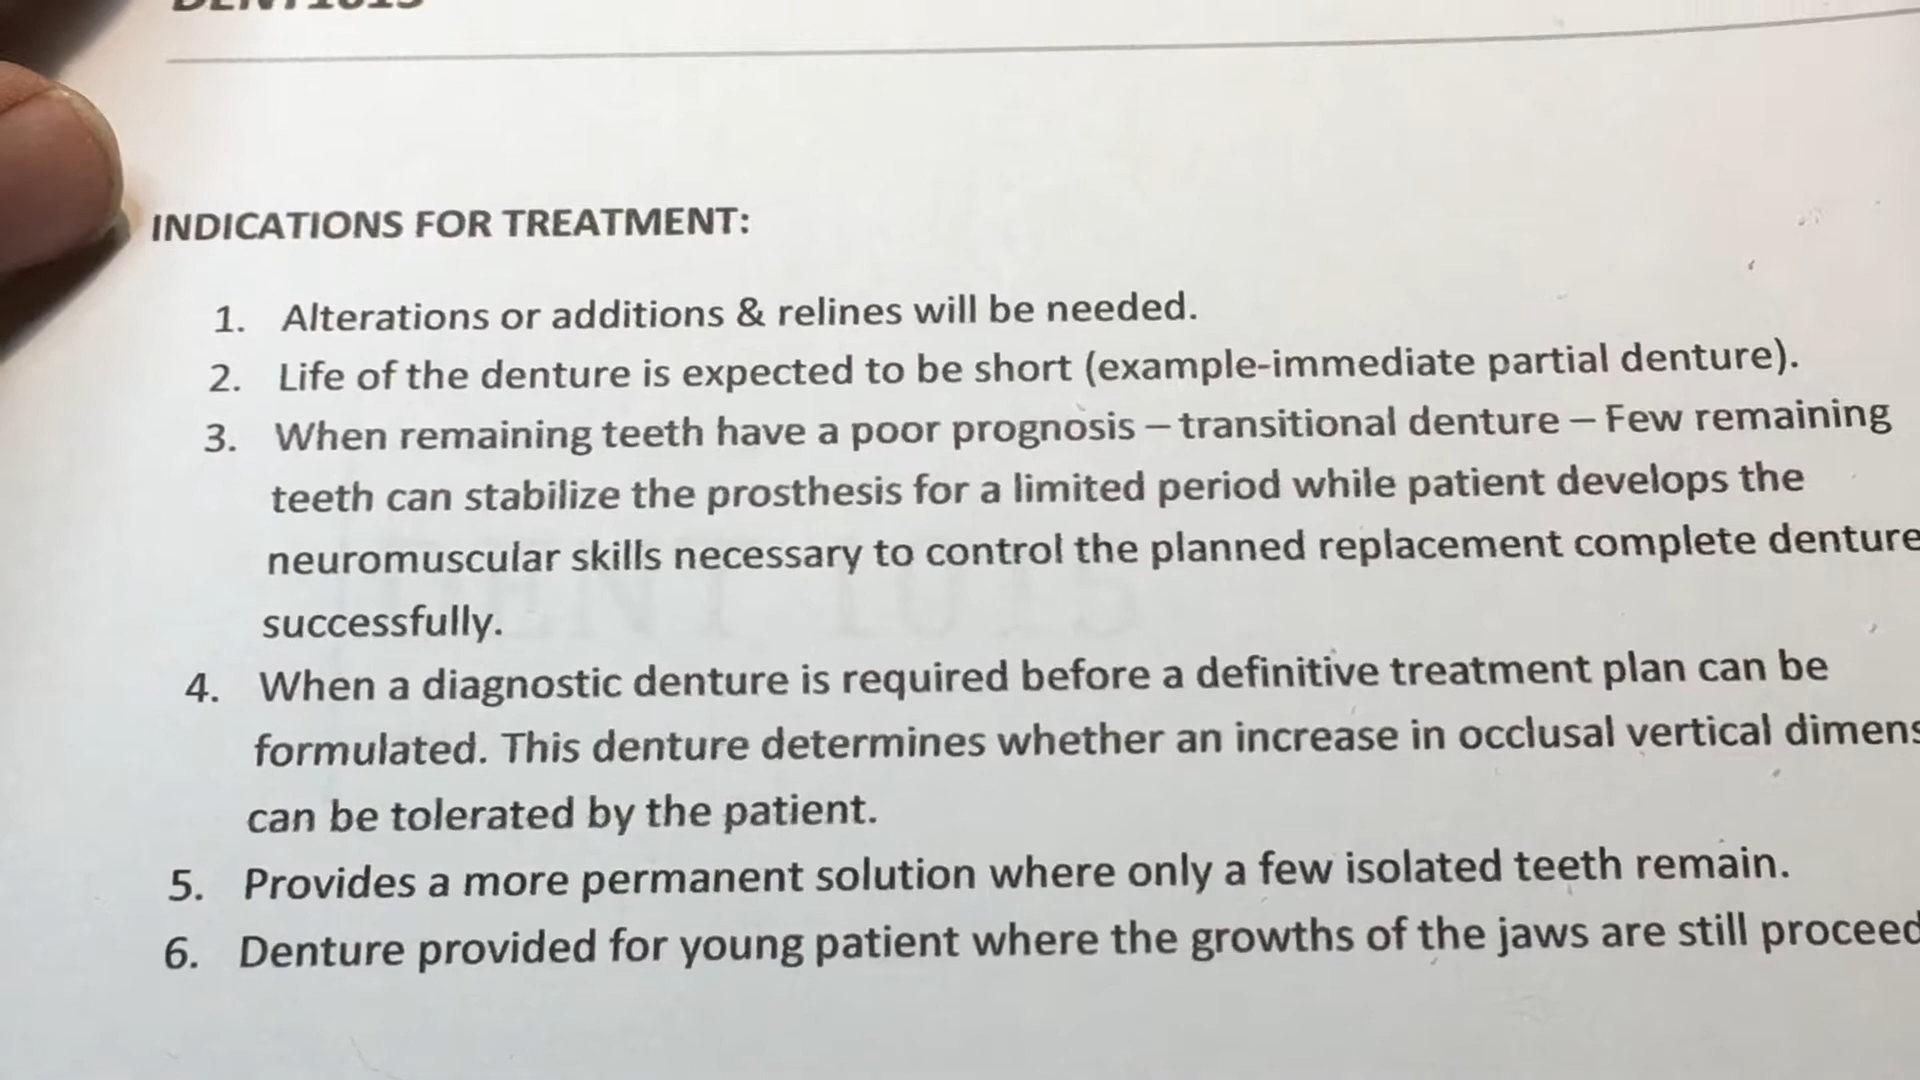 DENT1015
INDICATIONS FOR TREATMENT:
1. Alterations or additions & relines will be needed.
2. Life of the denture is expected to be short (example-immediate partial denture).
3. When remaining teeth have a poor prognosis – transitional denture – Few remaining
teeth can stabilize the prosthesis for a limited period while patient develops the
neuromuscular skills necessary to control the planned replacement complete denture
successfully.
4. When a diagnostic denture is required before a definitive treatment plan can be
formulated. This denture determines whether an increase in occlusal vertical dimens
can be tolerated by the patient.
5. Provides a more permanent solution where only a few isolated teeth remain.
6. Denture provided for young patient where the growths of the jaws are still proceed